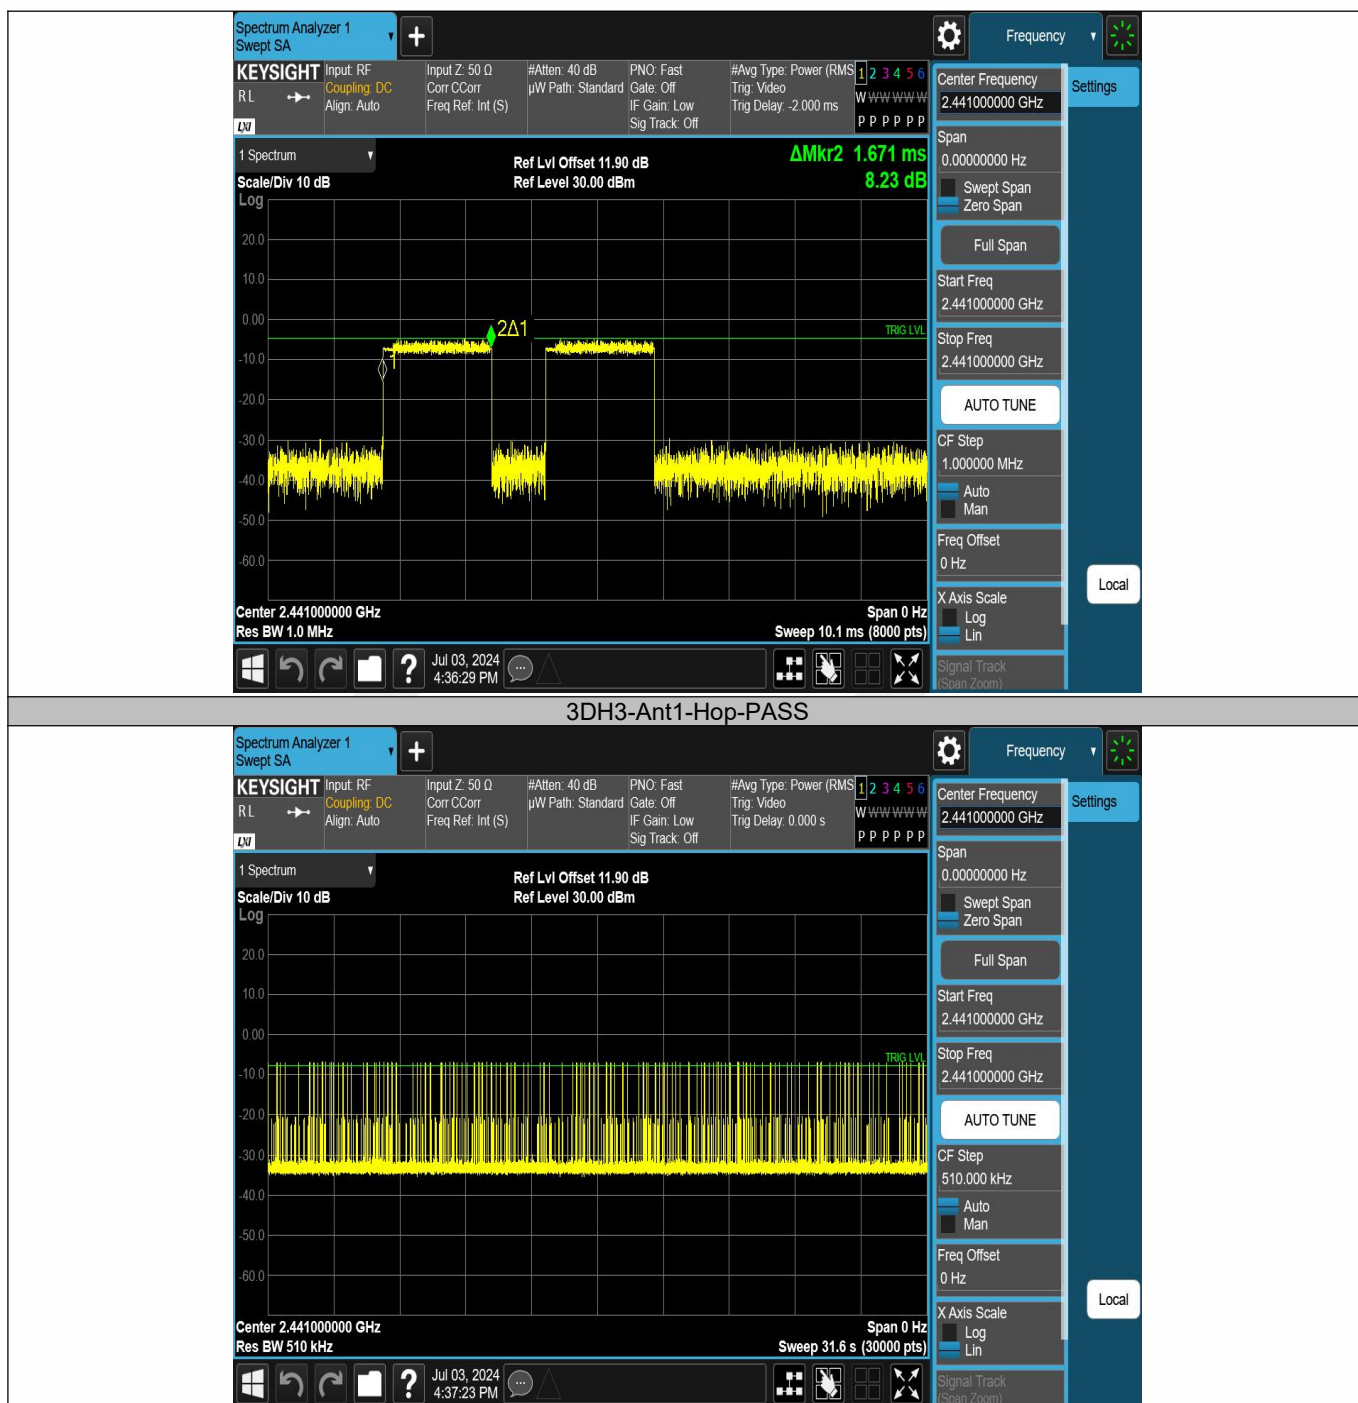 Spectrum Analyzer 1
Swept SA
Frequency
KEYSIGHT
Input: RF
Input Z: 50 Ω
#Atten: 40 dB
PNO: Fast
#Avg Type: Power (RMS
1 2 3 4 5 6
Coupling: DC
Corr CCorr
µW Path: Standard
Gate: Off
Trig: Video
R L
Align: Auto
Freq Ref: Int (S)
IF Gain: Low
Trig Delay: -2.000 ms
W W W W W W
Sig Track: Off
P P P P P P
LXI
1 Spectrum
Ref Lvl Offset 11.90 dB
ΔMkr2 1.671 ms
Scale/Div 10 dB
Ref Level 30.00 dBm
8.23 dB
Log
20.0
10.0
0.00
-10.0
-20.0
-30.0
-40.0
-50.0
-60.0
2Δ1
1
TRIG LVL
Center 2.441000000 GHz
Span 0 Hz
Res BW 1.0 MHz
Sweep 10.1 ms (8000 pts)
Center Frequency
2.441000000 GHz
Settings
Span
0.00000000 Hz
Swept Span
Zero Span
Full Span
Start Freq
2.441000000 GHz
Stop Freq
2.441000000 GHz
AUTO TUNE
CF Step
1.000000 MHz
Auto
Man
Freq Offset
0 Hz
X Axis Scale
Log
Lin
Signal Track
(Span Zoom)
Local
?
Jul 03, 2024
4:36:29 PM
3DH3-Ant1-Hop-PASS
Spectrum Analyzer 1
Swept SA
Frequency
KEYSIGHT
Input: RF
Input Z: 50 Ω
#Atten: 40 dB
PNO: Fast
#Avg Type: Power (RMS
1 2 3 4 5 6
Coupling: DC
Corr CCorr
µW Path: Standard
Gate: Off
Trig: Video
R L
Align: Auto
Freq Ref: Int (S)
IF Gain: Low
Trig Delay: 0.000 s
W W W W W W
Sig Track: Off
P P P P P P
LXI
1 Spectrum
Ref Lvl Offset 11.90 dB
Scale/Div 10 dB
Ref Level 30.00 dBm
Log
20.0
10.0
0.00
-10.0
-20.0
-30.0
-40.0
-50.0
-60.0
TRIG LVL
Center 2.441000000 GHz
Span 0 Hz
Res BW 510 kHz
Sweep 31.6 s (30000 pts)
Center Frequency
2.441000000 GHz
Settings
Span
0.00000000 Hz
Swept Span
Zero Span
Full Span
Start Freq
2.441000000 GHz
Stop Freq
2.441000000 GHz
AUTO TUNE
CF Step
510.000 kHz
Auto
Man
Freq Offset
0 Hz
X Axis Scale
Log
Lin
Signal Track
(Span Zoom)
Local
?
Jul 03, 2024
4:37:23 PM